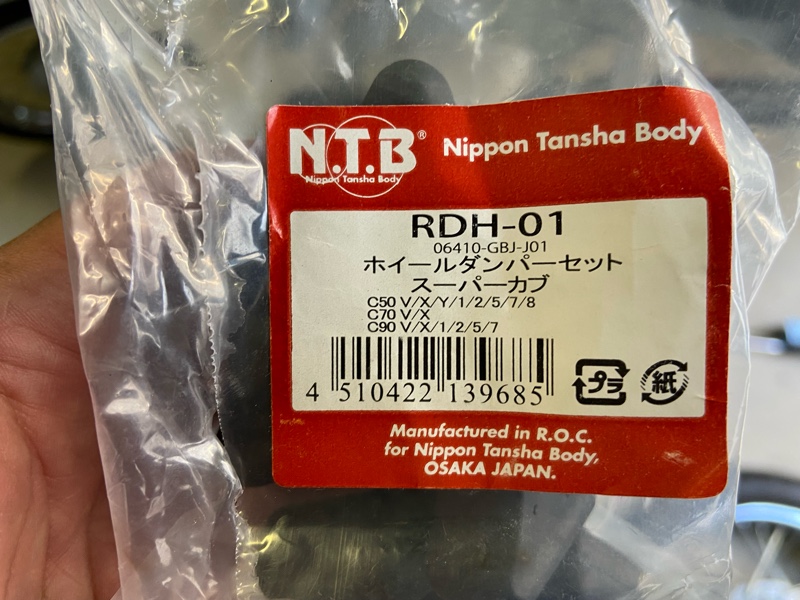 N.T.B®
Nippon Tansha Body
Nippon Tansha Body
RDH-01
06410-GBJ-J01
ホイールダンパーセット
スーパーカブ
C50 V/X/Y/1/2/5/7/8
C70 V/X
C90 V/X/1/2/5/7
4 510422 139685
プラ
紙
Manufactured in R.O.C.
for Nippon Tansha Body,
OSAKA JAPAN.